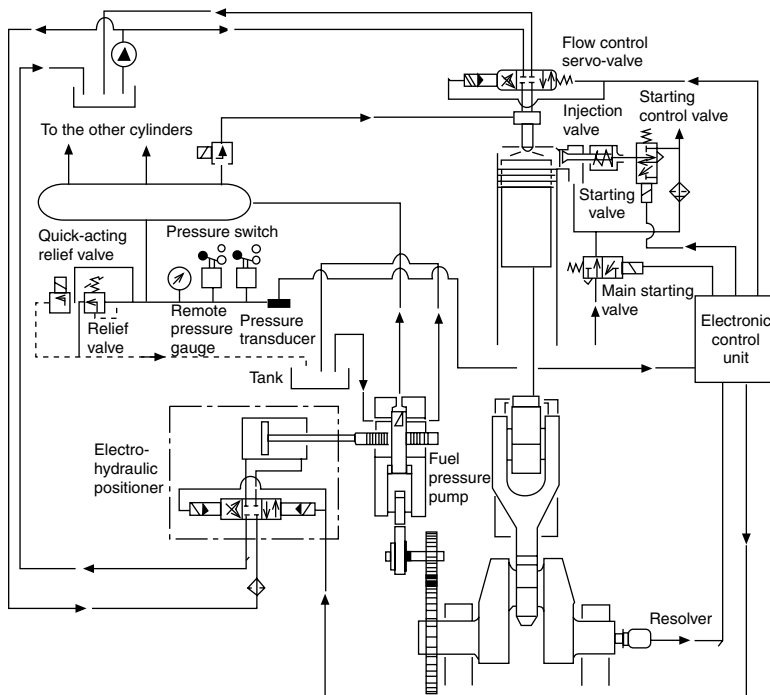 Flow control
servo-valve
Injection
valve
Starting
control valve
To the other cylinders
Starting
valve
Quick-acting
relief valve
Pressure switch
Main starting
valve
Relief
valve
Remote
pressure
gauge
Pressure
transducer
Electronic
control
unit
Tank
Electro-
hydraulic
positioner
Fuel
pressure
pump
Resolver